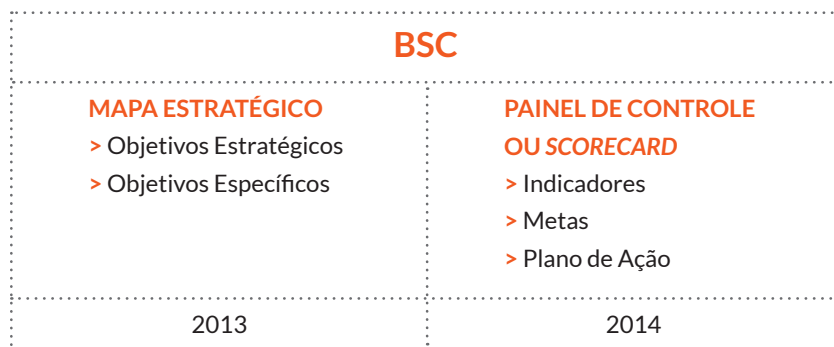 BSC
MAPA ESTRATÉGICO
> Objetivos Estratégicos
> Objetivos Específicos
PAINEL DE CONTROLE
OU SCORECARD
> Indicadores
> Metas
> Plano de Ação
2013
2014